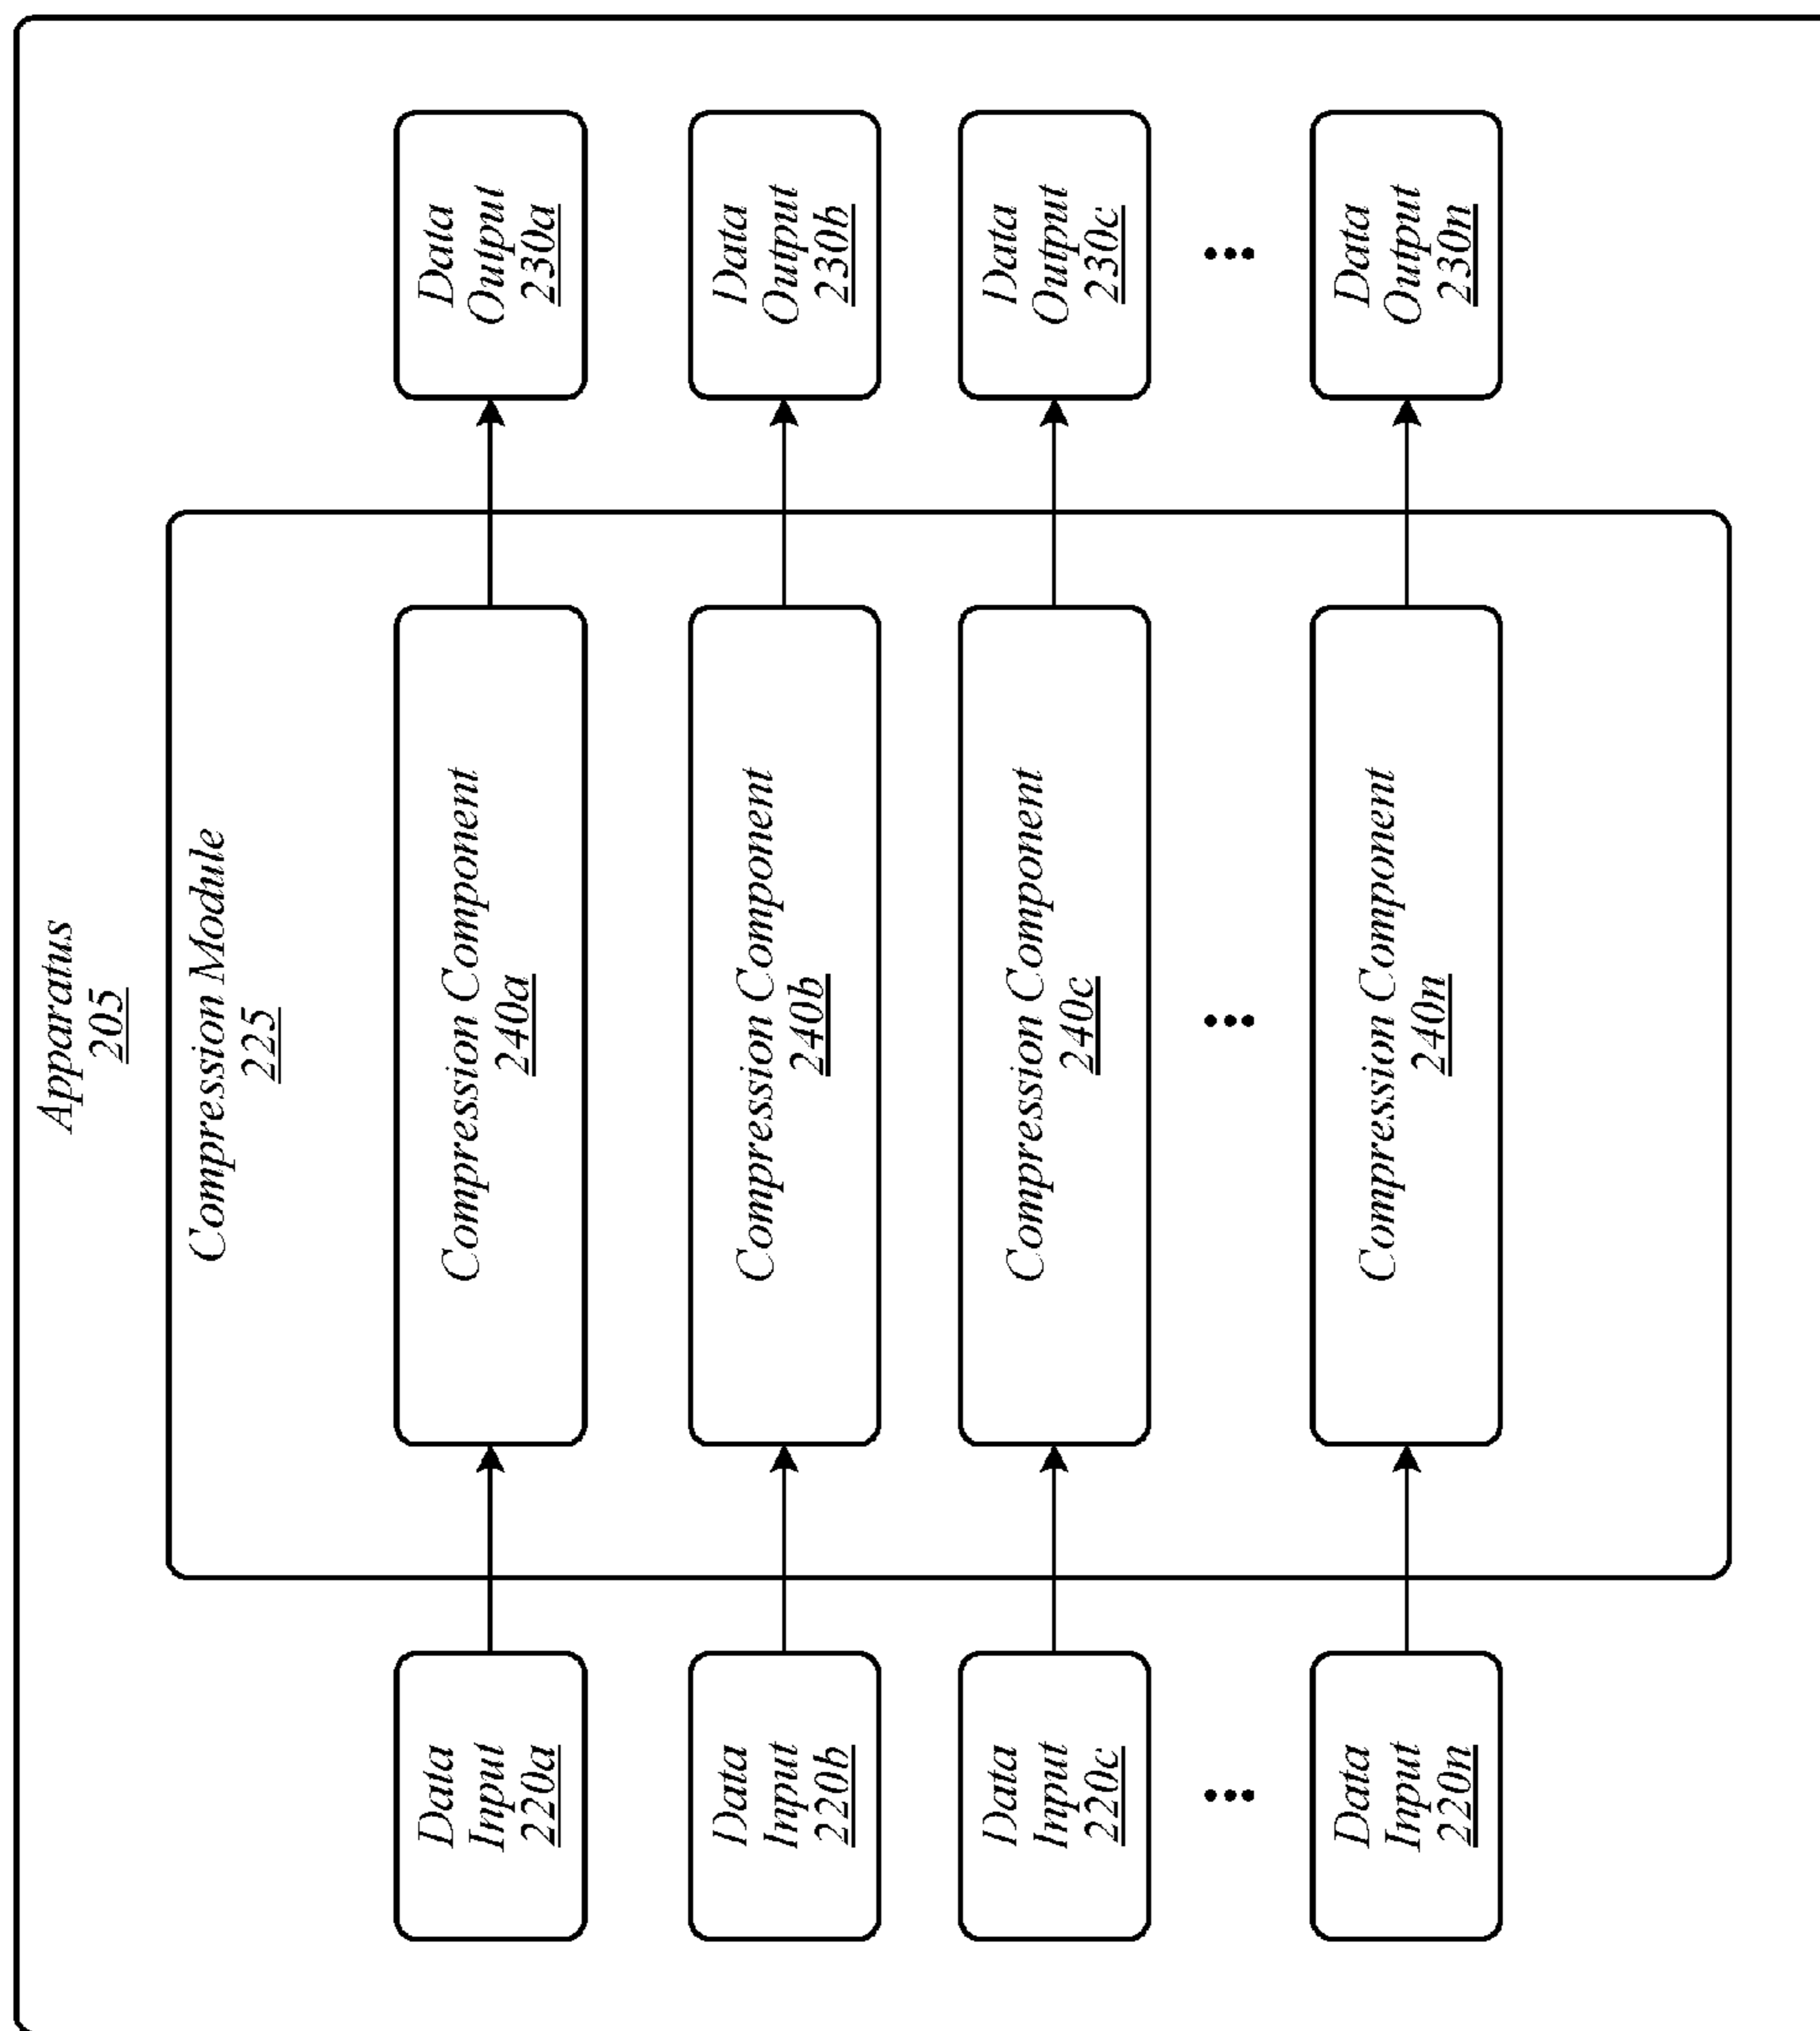 Apparatus
205
Compression Module
225
Data
Input
220a
Compression Component
240a
Data
Output
230a
Data
Input
220b
Compression Component
240b
Data
Output
230b
Data
Input
220c
Compression Component
240c
Data
Output
230c
Data
Input
220n
Compression Component
240n
Data
Output
230n